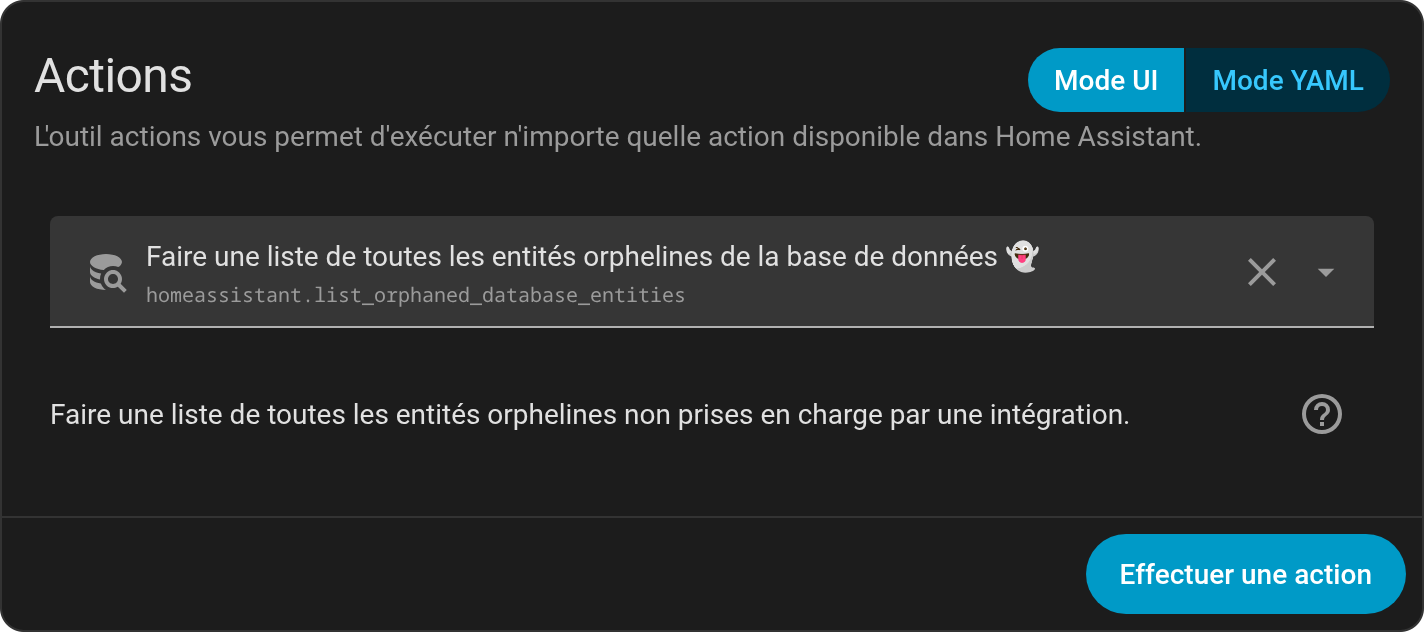 Actions
Mode UI
Mode YAML
L'outil actions vous permet d'exécuter n'importe quelle action disponible dans Home Assistant.
Faire une liste de toutes les entités orphelines de la base de données 👻
homeassistant.list_orphaned_database_entities
Faire une liste de toutes les entités orphelines non prises en charge par une intégration.
Effectuer une action